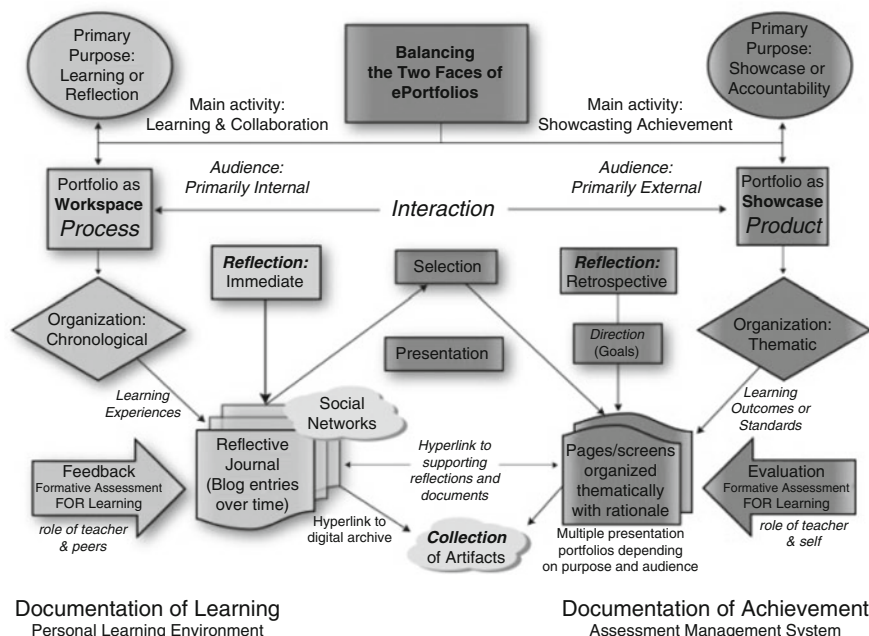 Primary
Purpose:
Learning or
Reflection
Balancing
the Two Faces of
ePortfolios
Primary
Purpose:
Showcase or
Accountability
Main activity:
Learning & Collaboration
Main activity:
Showcasting Achievement
Audience:
Primarily Internal
Audience:
Primarily External
Portfolio as
Workspace
Process
Interaction
Portfolio as
Showcase
Product
Reflection:
Immediate
Selection
Reflection:
Retrospective
Organization:
Chronological
Presentation
Direction
(Goals)
Organization:
Thematic
Learning
Experiences
Social
Networks
Learning
Outcomes or
Standards
Feedback
Formative Assessment
FOR Learning
role of teacher
& peers
Reflective
Journal
(Blog entries
over time)
Hyperlink to
supporting
reflections and
documents
Pages/screens
organized
thematically
with rationale
Evaluation
Formative Assessment
FOR Learning
role of teacher
& self
Hyperlink to
digital archive
Collection
of Artifacts
Multiple presentation
portfolios depending
on purpose and audience
Documentation of Learning
Personal Learning Environment
Documentation of Achievement
Assessment Management System